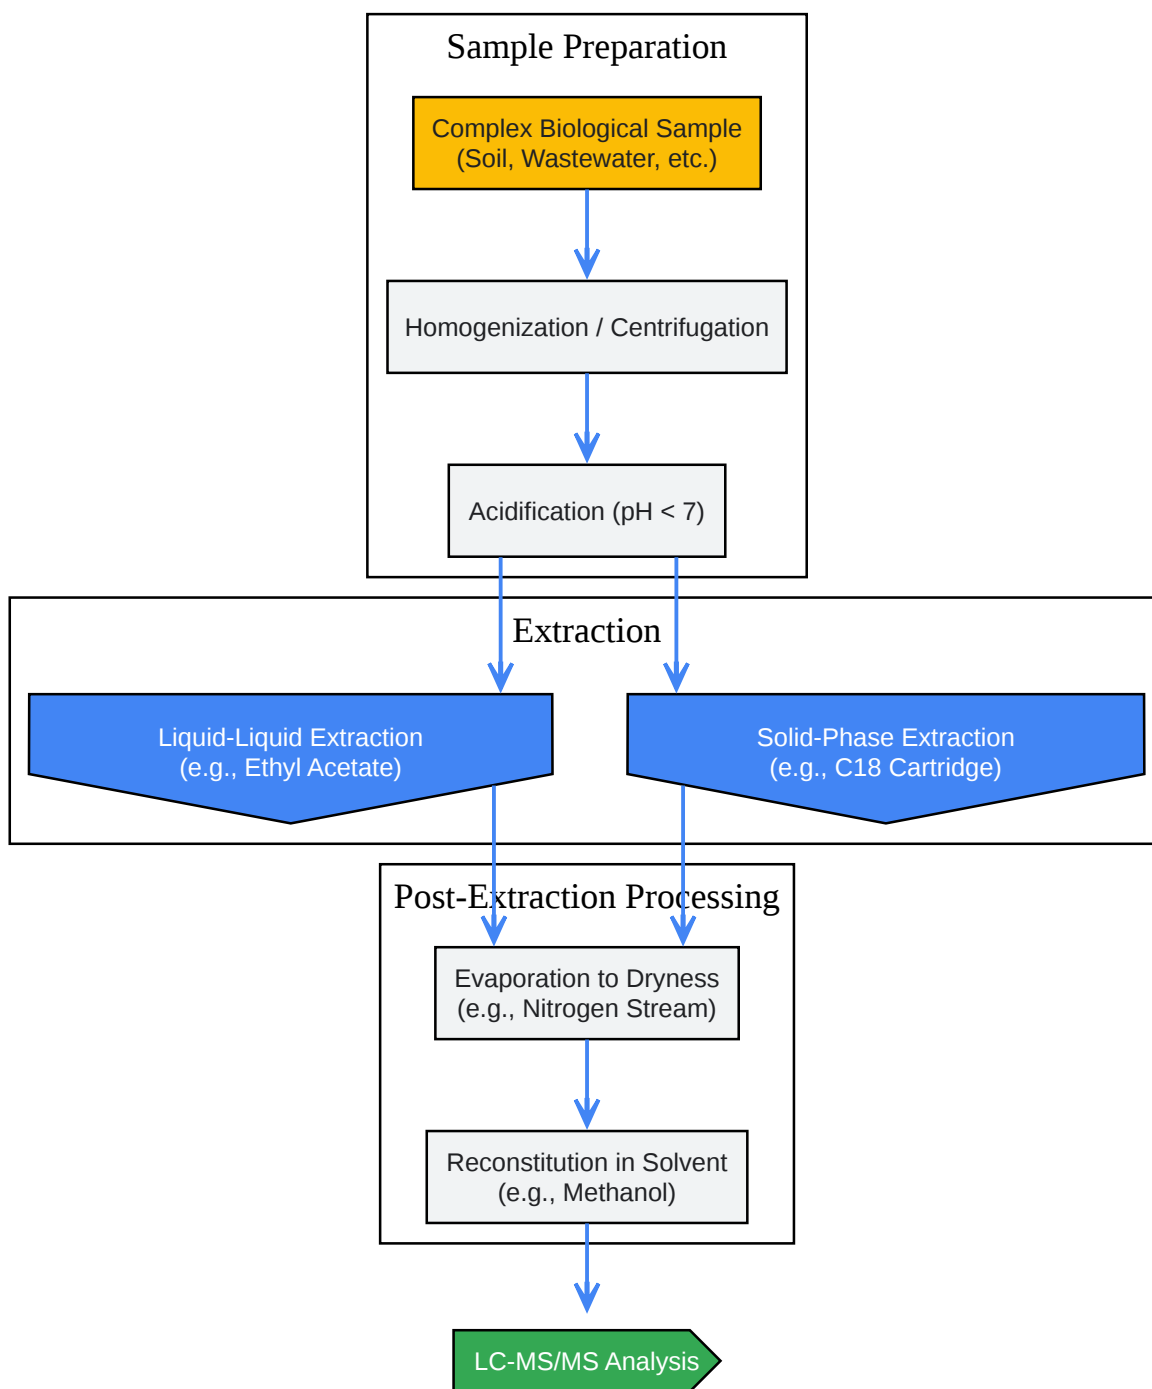 Sample Preparation
Complex Biological Sample
(Soil, Wastewater, etc.)
Homogenization / Centrifugation
Acidification (pH < 7)
Extraction
Liquid-Liquid Extraction
(e.g., Ethyl Acetate)
Solid-Phase Extraction
(e.g., C18 Cartridge)
Post-Extraction Processing
Evaporation to Dryness
(e.g., Nitrogen Stream)
Reconstitution in Solvent
(e.g., Methanol)
LC-MS/MS Analysis